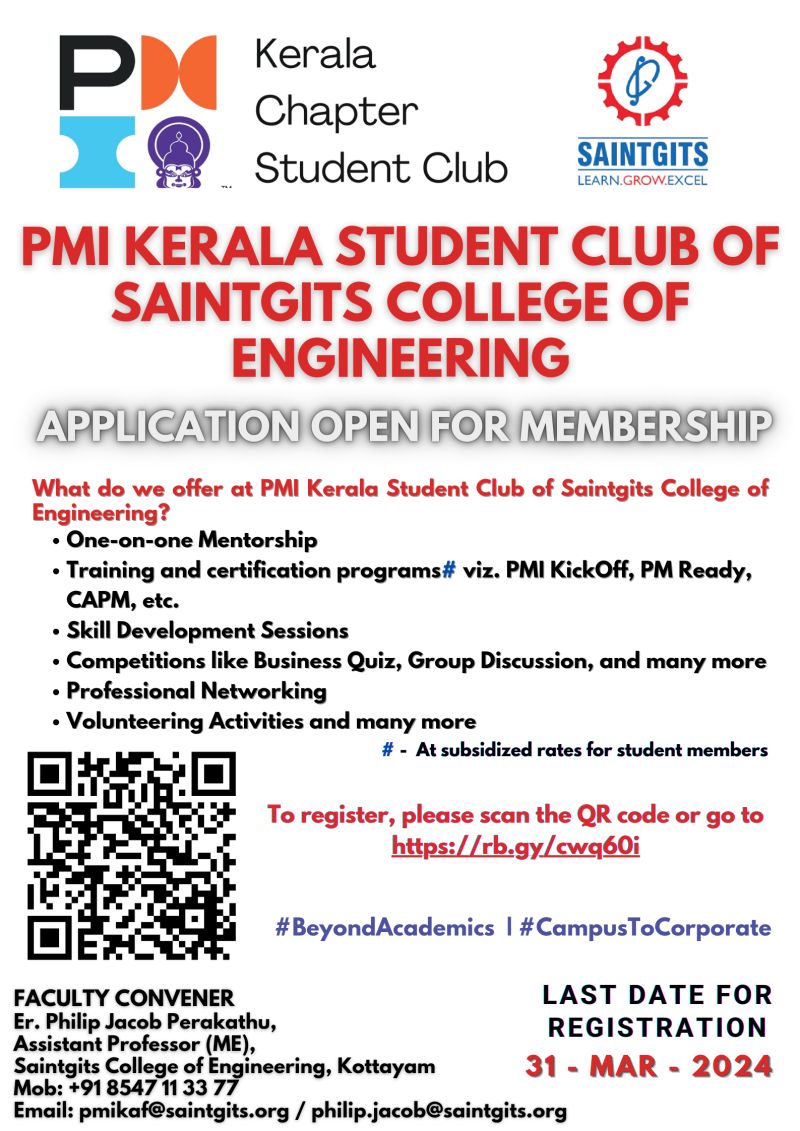 PMI
Kerala
Chapter
Student Club
TM
SAINTGITS
LEARN.GROW.EXCEL
PMI KERALA STUDENT CLUB OF
SAINTGITS COLLEGE OF
ENGINEERING
APPLICATION OPEN FOR MEMBERSHIP
What do we offer at PMI Kerala Student Club of Saintgits College of
Engineering?
• One-on-one Mentorship
• Training and certification programs# viz. PMI KickOff, PM Ready,
CAPM, etc.
• Skill Development Sessions
• Competitions like Business Quiz, Group Discussion, and many more
• Professional Networking
• Volunteering Activities and many more
# - At subsidized rates for student members
To register, please scan the QR code or go to
https://rb.gy/cwq60i
#BeyondAcademics | #CampusToCorporate
FACULTY CONVENER
Er. Philip Jacob Perakathu,
Assistant Professor (ME),
Saintgits College of Engineering, Kottayam
Mob: +91 8547 11 33 77
Email: pmikaf@saintgits.org / philip.jacob@saintgits.org
LAST DATE FOR
REGISTRATION
31 - MAR - 2024